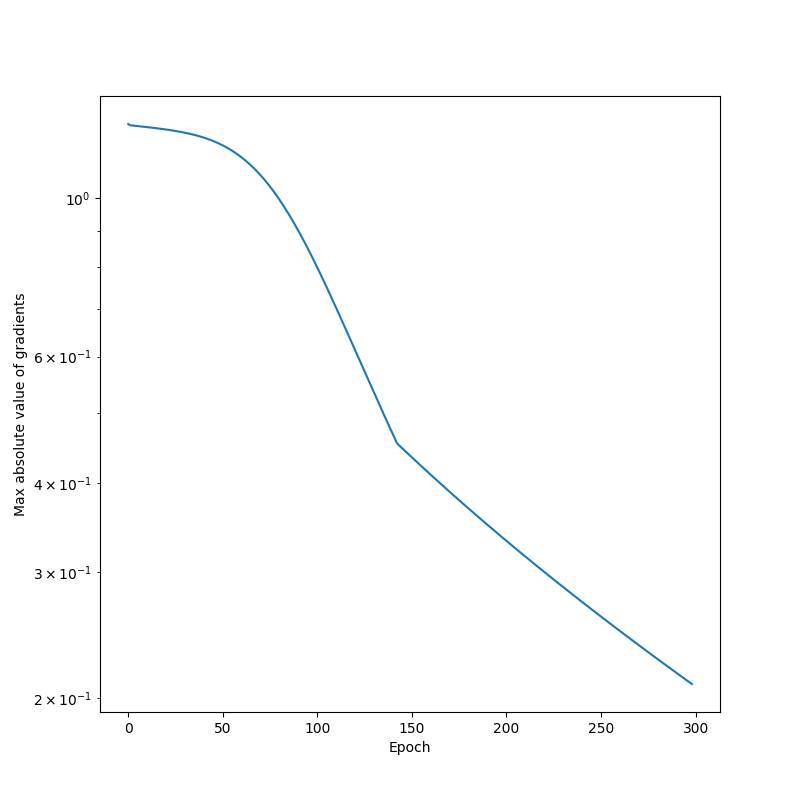 Max absolute value of gradients
10⁰
6 × 10⁻¹
4 × 10⁻¹
3 × 10⁻¹
2 × 10⁻¹
0 50 100 150 200 250 300
Epoch